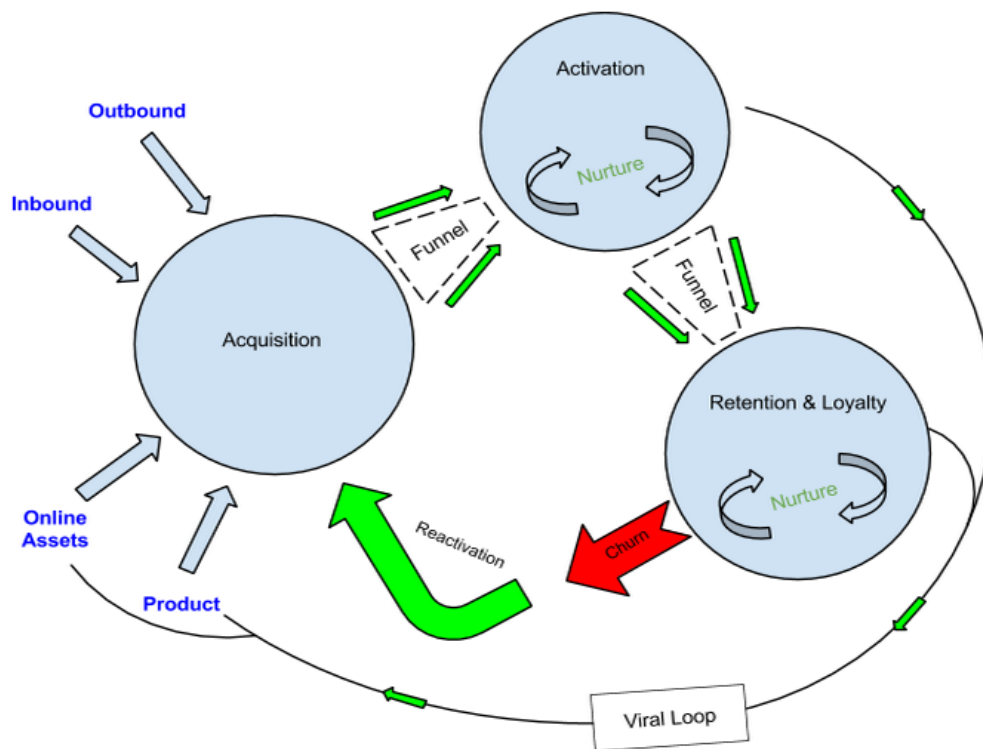 Activation
Outbound
Nurture
Inbound
Funnel
Funnel
Acquisition
Retention & Loyalty
Nurture
Online
Assets
Reactivation
Churn
Product
Viral Loop